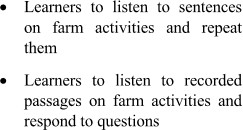 • Learners to listen to sentences
on farm activities and repeat
them
• Learners to listen to recorded
passages on farm activities and
respond to questions